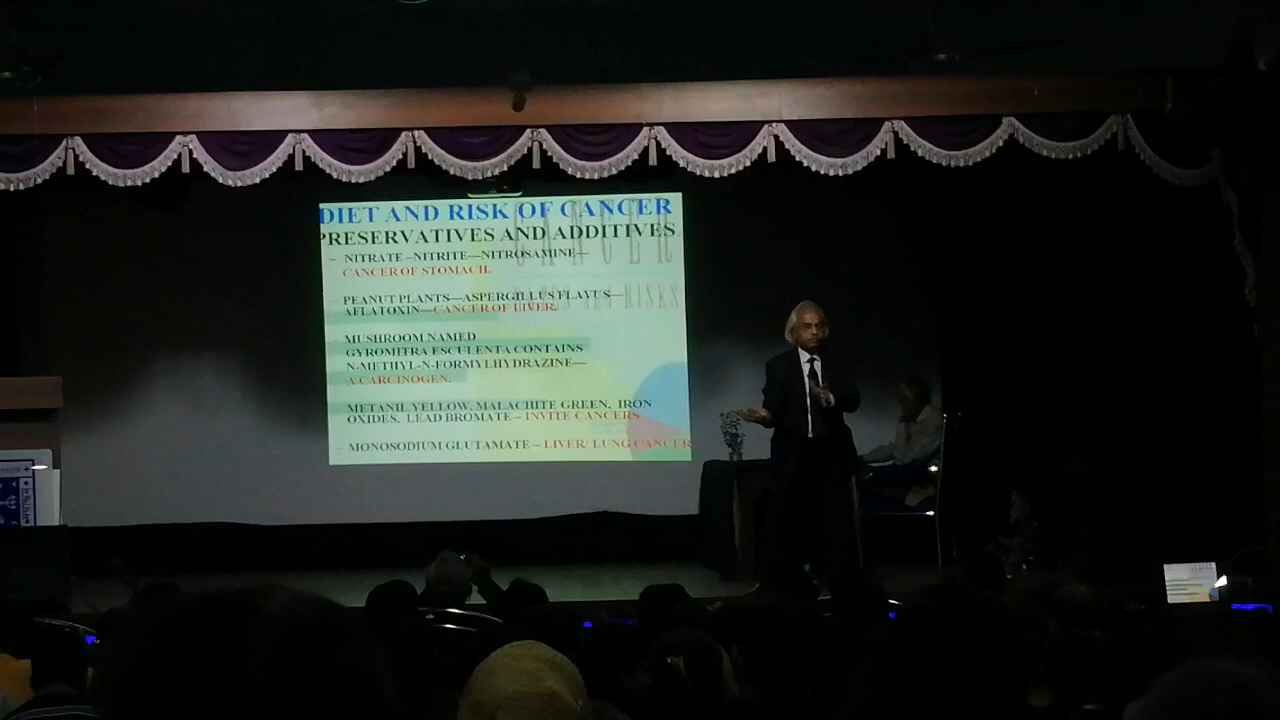 DIET AND RISK OF CANCER
PRESERVATIVES AND ADDITIVES
– NITRATE –NITRITE—NITROSAMINE—
CANCER OF STOMACH.
PEANUT PLANTS—ASPERGILLUS FLAVUS—
AFLATOXIN—CANCER OF LIVER.
MUSHROOM NAMED
GYROMITRA ESCULENTA CONTAINS
N-METHYL-N-FORMYLHYDRAZINE—
A CARCINOGEN.
METANIL YELLOW, MALACHITE GREEN, IRON
OXIDES, LEAD BROMATE – INVITE CANCERS
– MONOSODIUM GLUTAMATE – LIVER/ LUNG CANCER
CANCER
RISKS